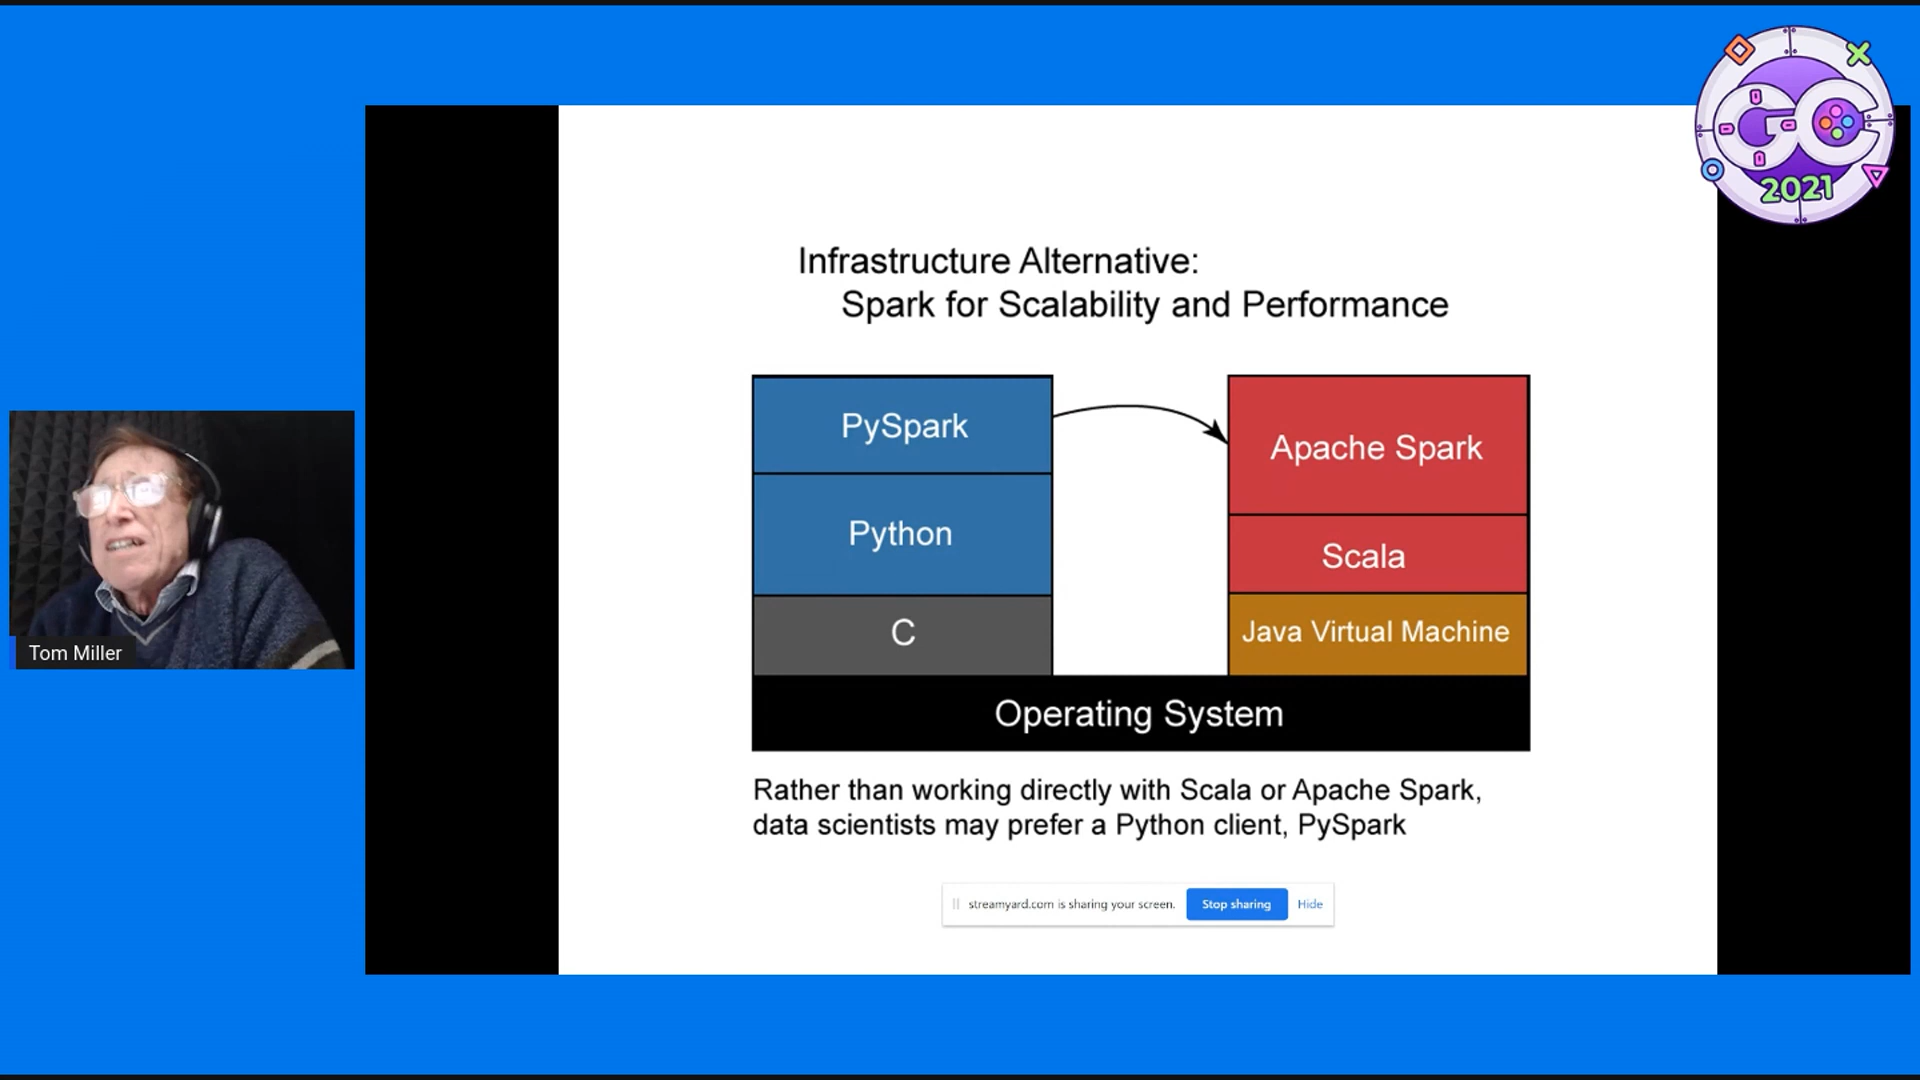 GC
2021
Infrastructure Alternative:
Spark for Scalability and Performance
PySpark
Python
C
Apache Spark
Scala
Java Virtual Machine
Operating System
Rather than working directly with Scala or Apache Spark,
data scientists may prefer a Python client, PySpark
streamyard.com is sharing your screen. Stop sharing Hide
Tom Miller